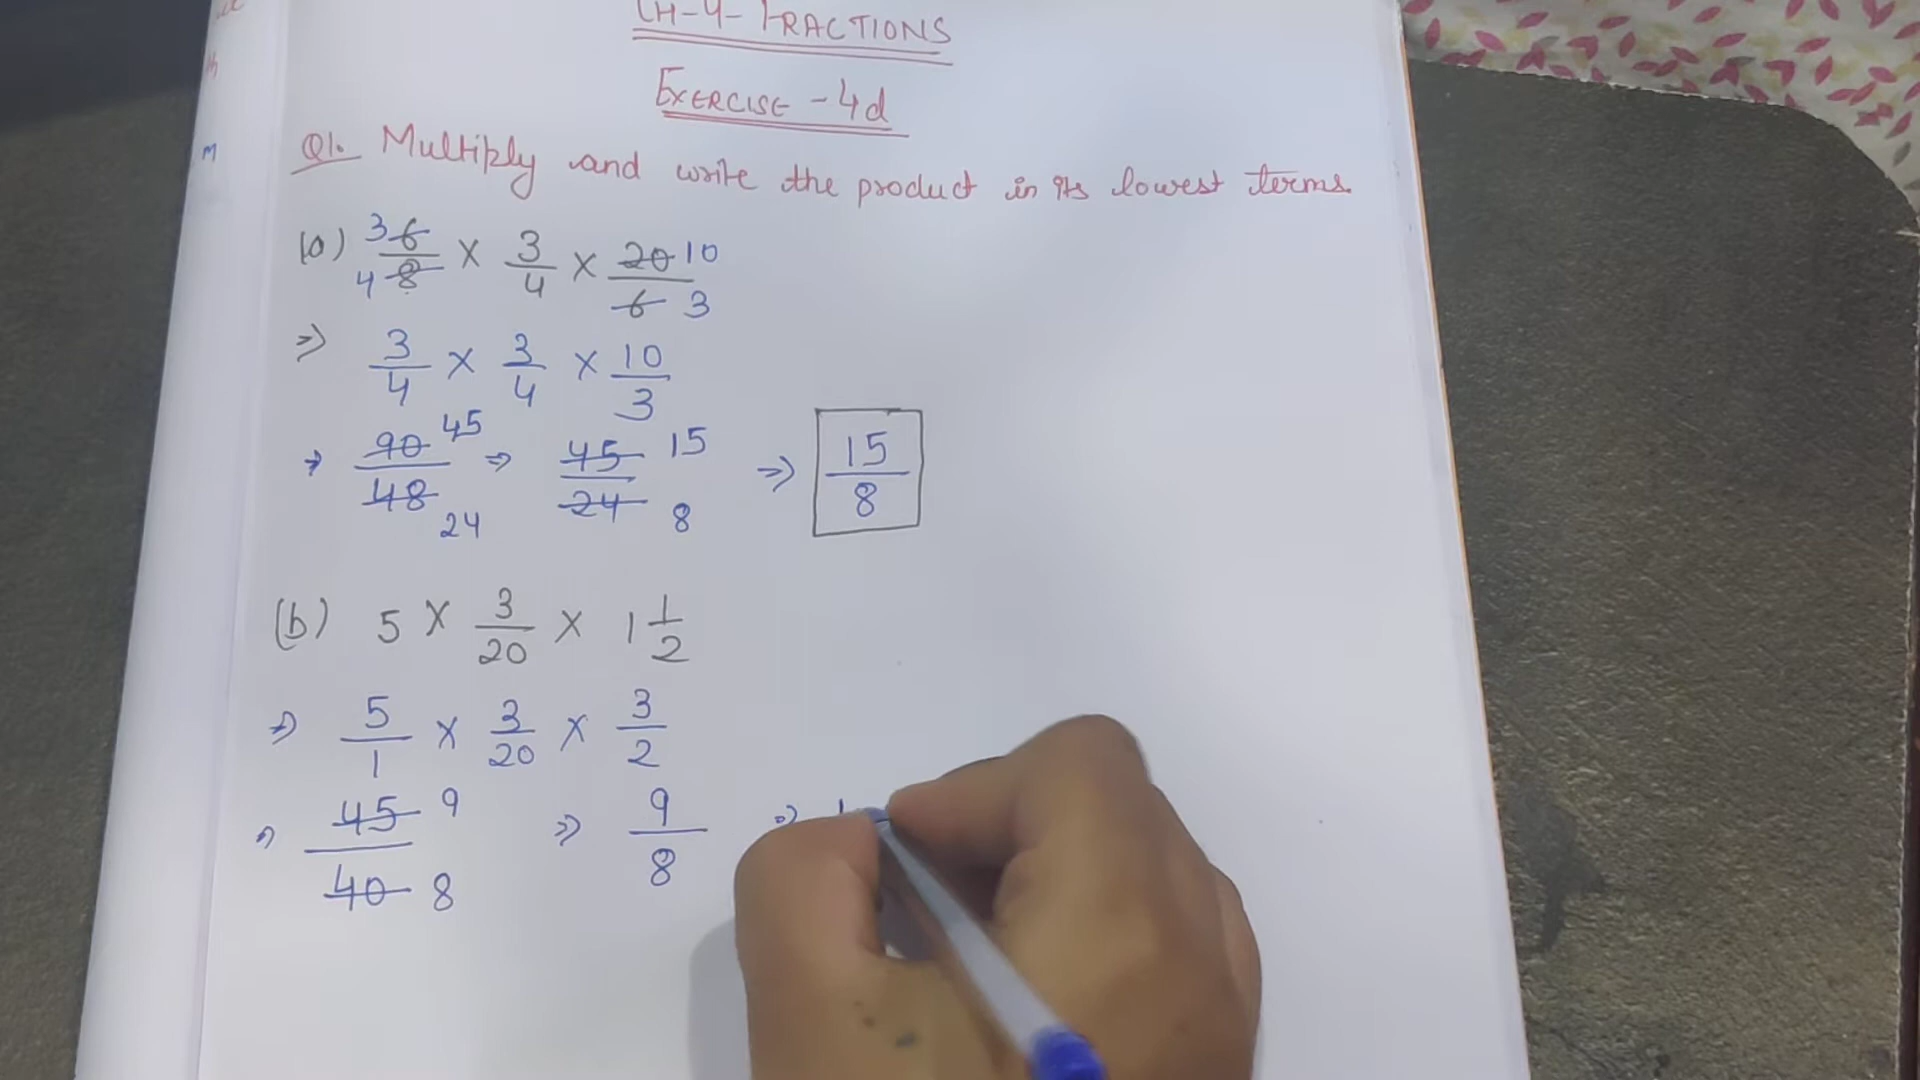 CH-4- FRACTIONS
EXERCISE - 4d
Q1. Multiply and write the product in its lowest terms.
(a) 3 6/4 8 × 3/4 × 20 10/6 3
⇒ 3/4 × 3/4 × 10/3
⇒ 90 45/48 24 ⇒ 45 15/24 8 ⇒ 15/8
(b) 5 × 3/20 × 1 1/2
⇒ 5/1 × 3/20 × 3/2
⇒ 45 9/40 8 ⇒ 9/8 ⇒ 1